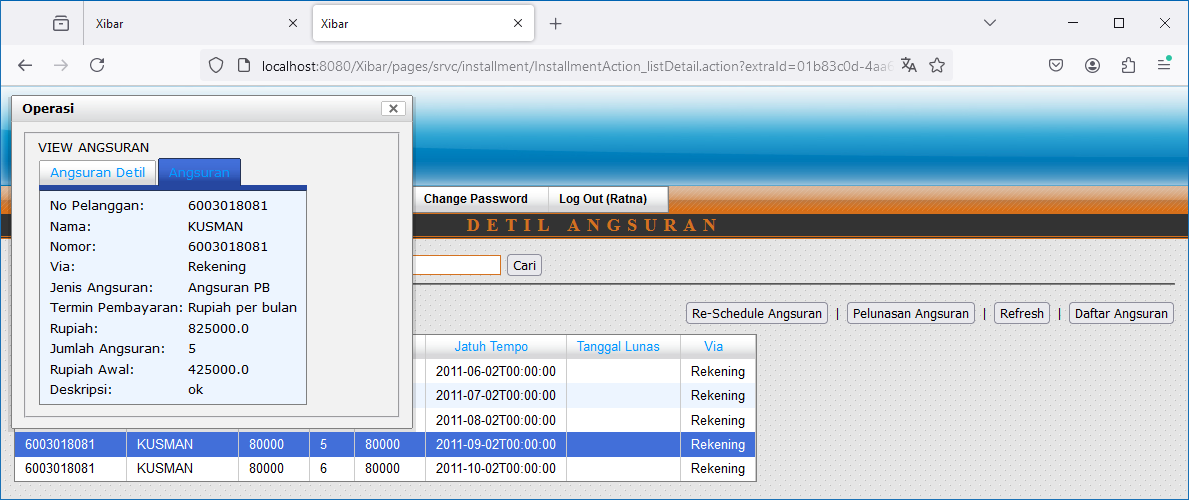 Xibar
Xibar
localhost:8080/Xibar/pages/srvc/installment/InstallmentAction_listDetail.action?extraId=01b83c0d-4aa6
Operasi
VIEW ANGSURAN
Angsuran Detil Angsuran
No Pelanggan: 6003018081
Nama: KUSMAN
Nomor: 6003018081
Via: Rekening
Jenis Angsuran: Angsuran PB
Termin Pembayaran: Rupiah per bulan
Rupiah: 825000.0
Jumlah Angsuran: 5
Rupiah Awal: 425000.0
Deskripsi: ok
Change Password Log Out (Ratna)
DETIL ANGSURAN
Cari
Re-Schedule Angsuran | Pelunasan Angsuran | Refresh | Daftar Angsuran
Jatuh Tempo Tanggal Lunas Via
2011-06-02T00:00:00 Rekening
2011-07-02T00:00:00 Rekening
2011-08-02T00:00:00 Rekening
6003018081 KUSMAN 80000 5 80000 2011-09-02T00:00:00 Rekening
6003018081 KUSMAN 80000 6 80000 2011-10-02T00:00:00 Rekening